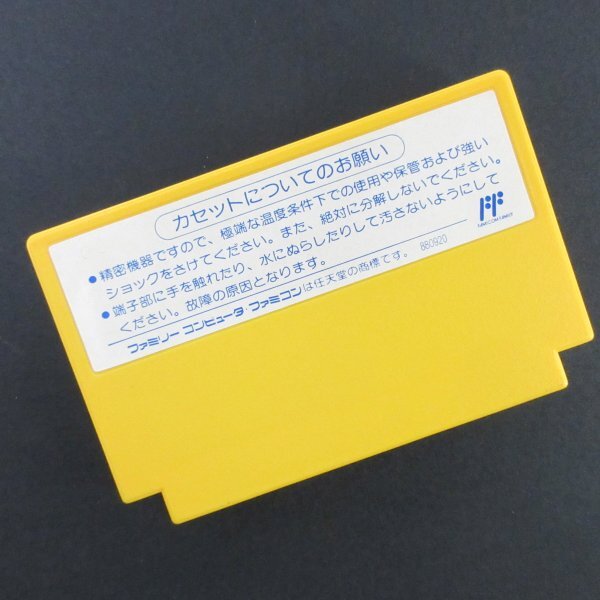 カセットについてのお願い
●精密機器ですので、極端な温度条件下での使用や保管および強い
ショックをさけてください。また、絶対に分解しないでください。
●端子部に手を触れたり、水にぬらしたりして汚さないようにして
ください。故障の原因となります。
880920
ファミリーコンピュータ・ファミコンは任天堂の商標です。
FAMICOM FAMILY